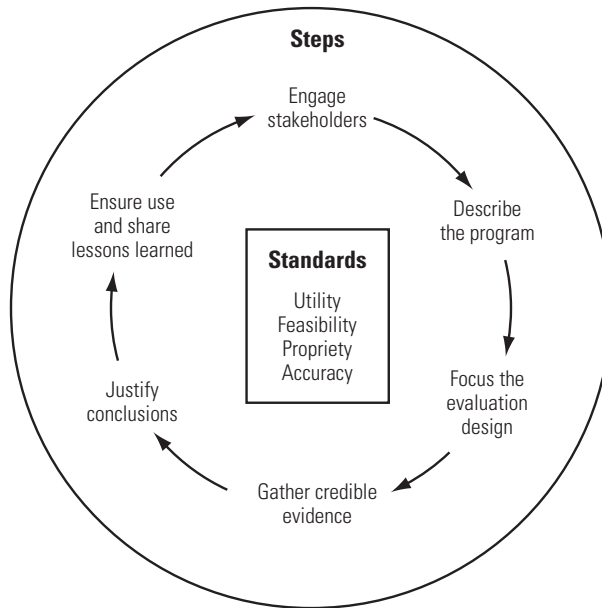 Steps
Engage
stakeholders
Describe
the program
Focus the
evaluation
design
Gather credible
evidence
Justify
conclusions
Ensure use
and share
lessons learned
Standards
Utility
Feasibility
Propriety
Accuracy